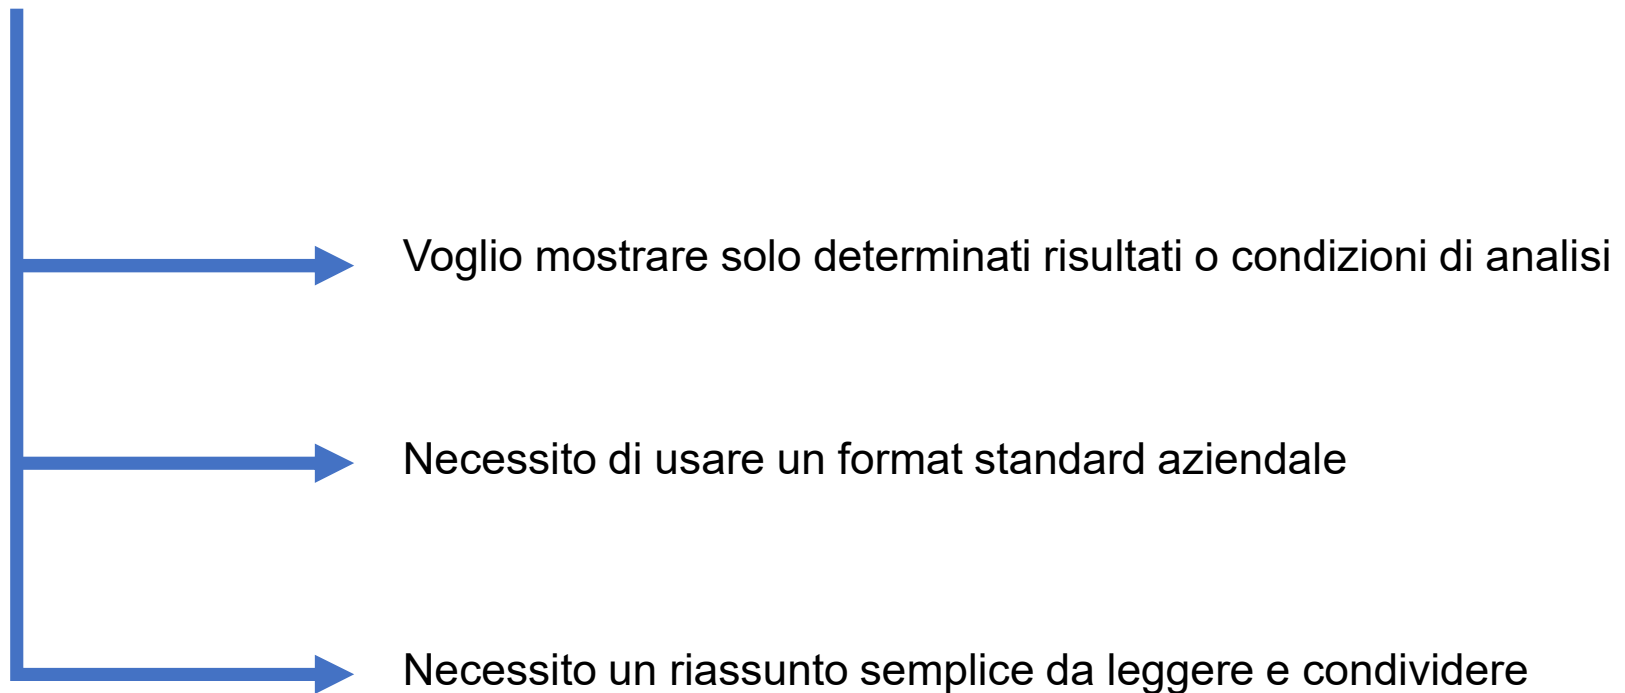 Voglio mostrare solo determinati risultati o condizioni di analisi
Necessito di usare un format standard aziendale
Necessito un riassunto semplice da leggere e condividere